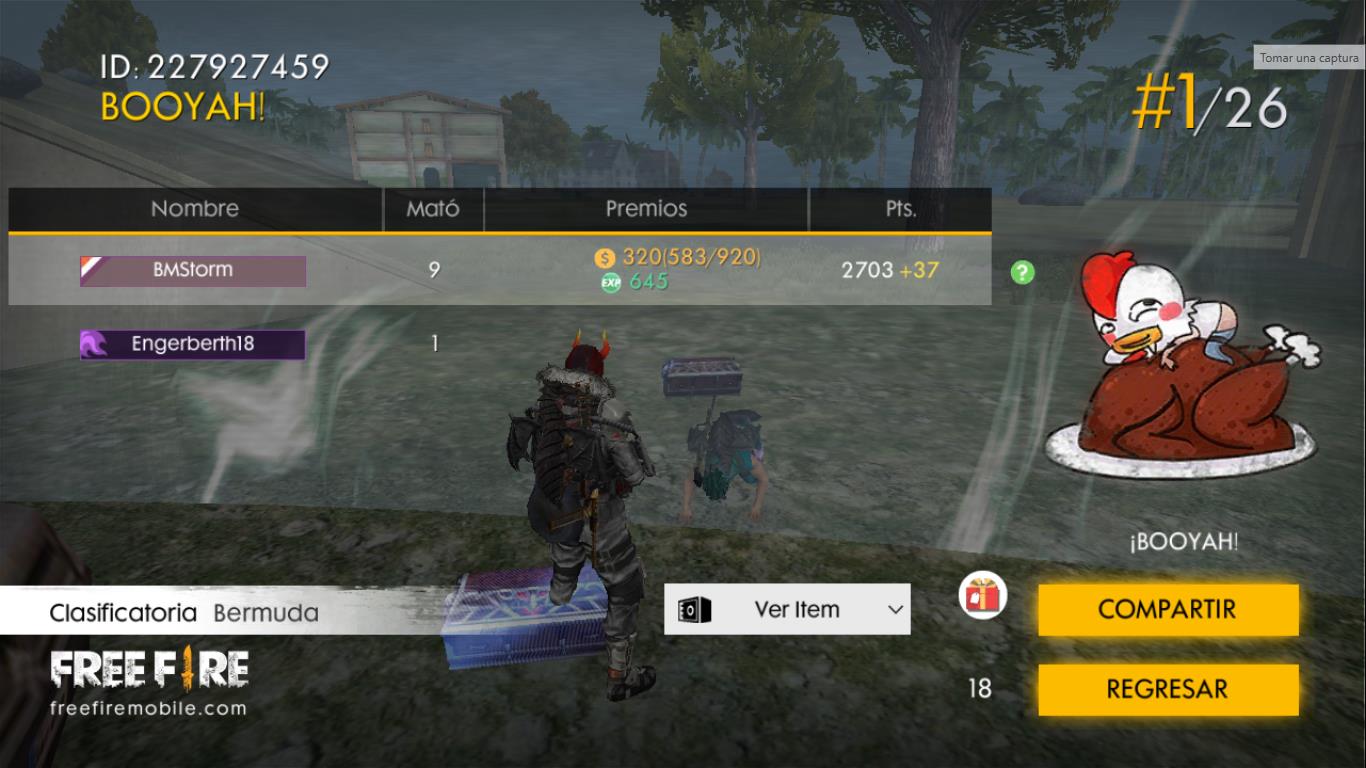 ID: 227927459
BOOYAH!
Tomar una captura
#1/26
Nombre Mató Premios Pts.
BMStorm 9 $ 320(583/920) 2703 +37 ?
EXP 645
Engerberth18 1
¡BOOYAH!
Clasificatoria Bermuda
Ver Item
COMPARTIR
FREE FIRE
freefiremobile.com
18
REGRESAR